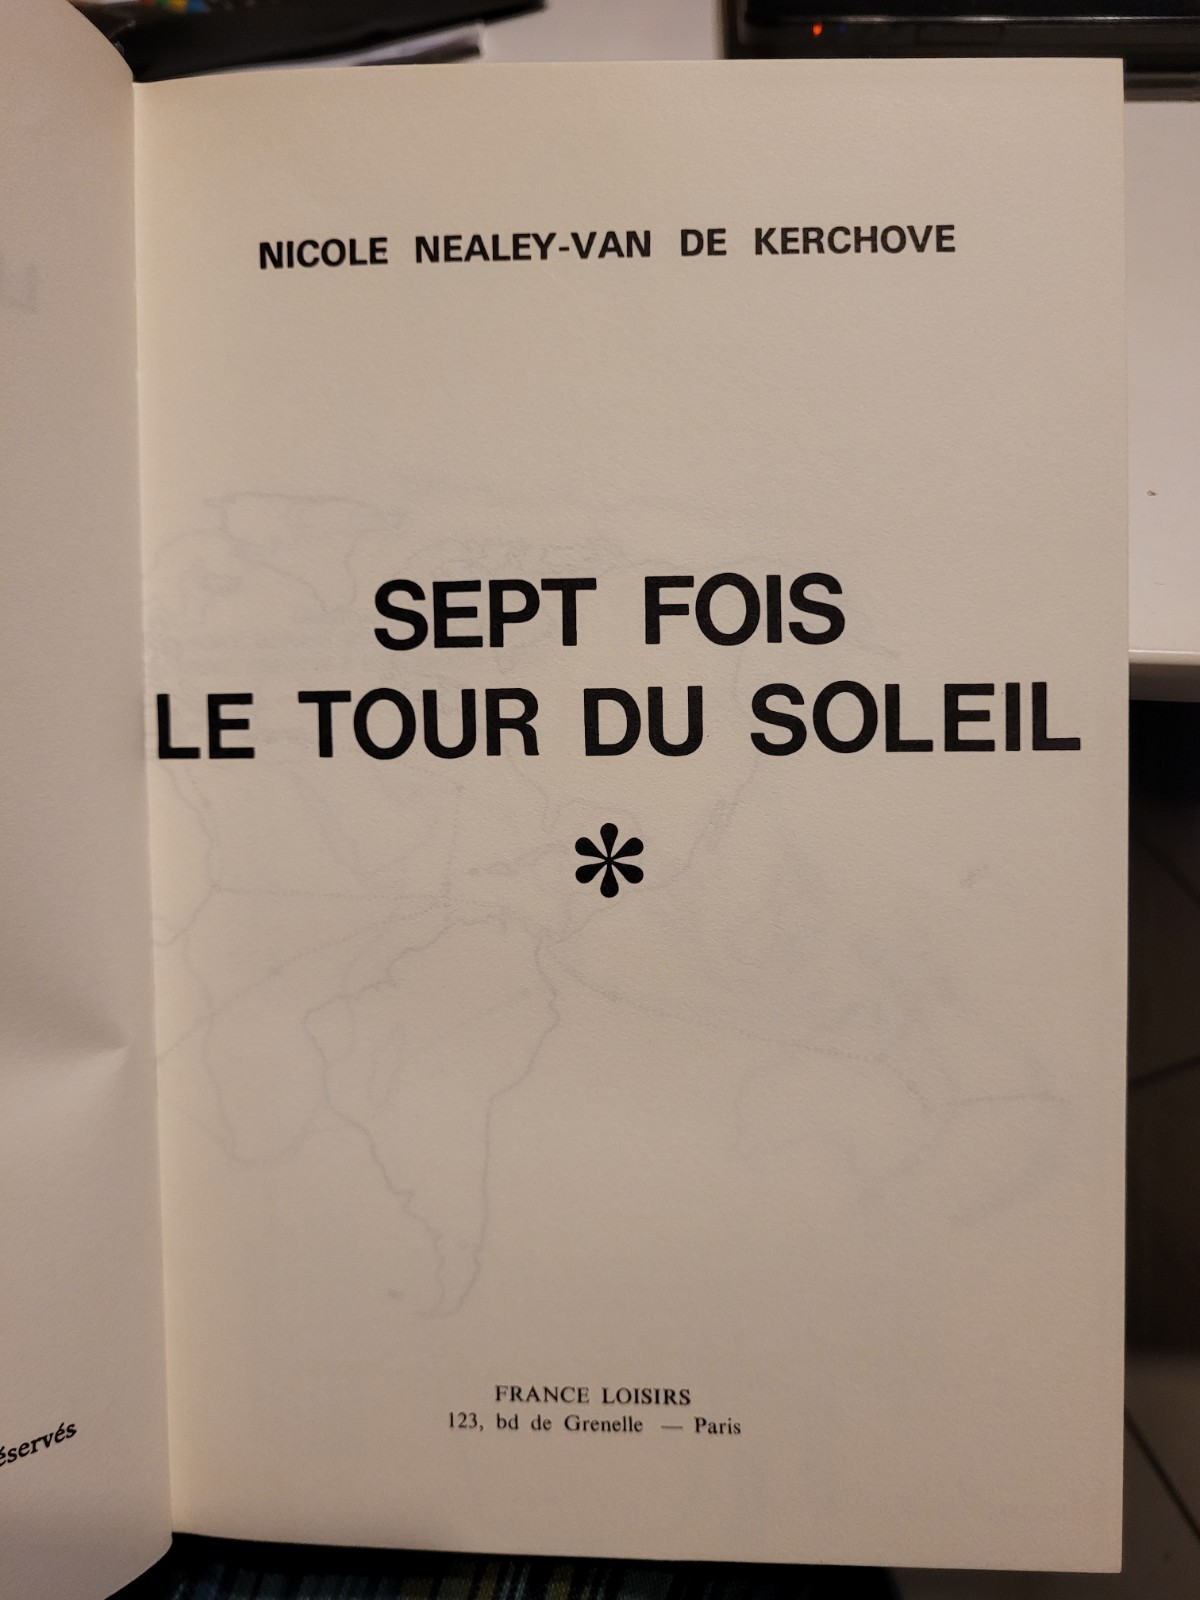 NICOLE NEALEY-VAN DE KERCHOVE
SEPT FOIS
LE TOUR DU SOLEIL
*
FRANCE LOISIRS
123, bd de Grenelle — Paris
éservés